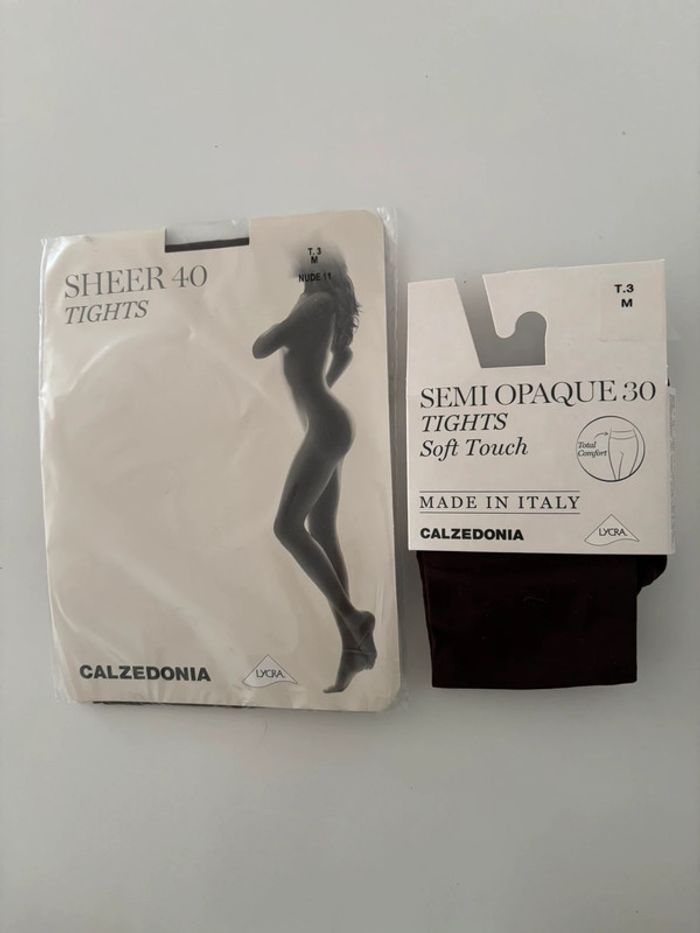 T.3
M
NUDE 11
SHEER 40
TIGHTS
CALZEDONIA
LYCRA.
T.3
M
SEMI OPAQUE 30
TIGHTS
Soft Touch
Total
Comfort
MADE IN ITALY
CALZEDONIA
LYCRA.